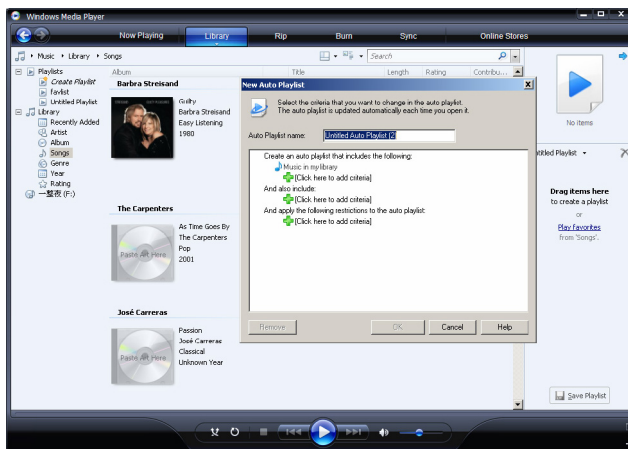 Windows Media Player
Now Playing Library Rip Burn Sync Online Stores
Music Library Songs
Search
Playlists
Create Playlist
favlist
Untitled Playlist
Library
Recently Added
Artist
Album
Songs
Genre
Year
Rating
(F:)
Album Title Length Rating Contribu...
Barbra Streisand
Guilty
Barbra Streisand
Easy Listening
1980
The Carpenters
Paste Art Here
As Time Goes By
The Carpenters
Pop
2001
José Carreras
Paste Art Here
Passion
José Carreras
Classical
Unknown Year
New Auto Playlist
Select the criteria that you want to change in the auto playlist.
The auto playlist is updated automatically each time you open it.
Auto Playlist name: Untitled Auto Playlist (2)
Create an auto playlist that includes the following:
Music in my library
[Click here to add criteria]
And also include:
[Click here to add criteria]
And apply the following restrictions to the auto playlist:
[Click here to add criteria]
Remove OK Cancel Help
No items
ntitled Playlist
Drag items here
to create a playlist
or
Play Favorites
from 'Songs'.
Save Playlist